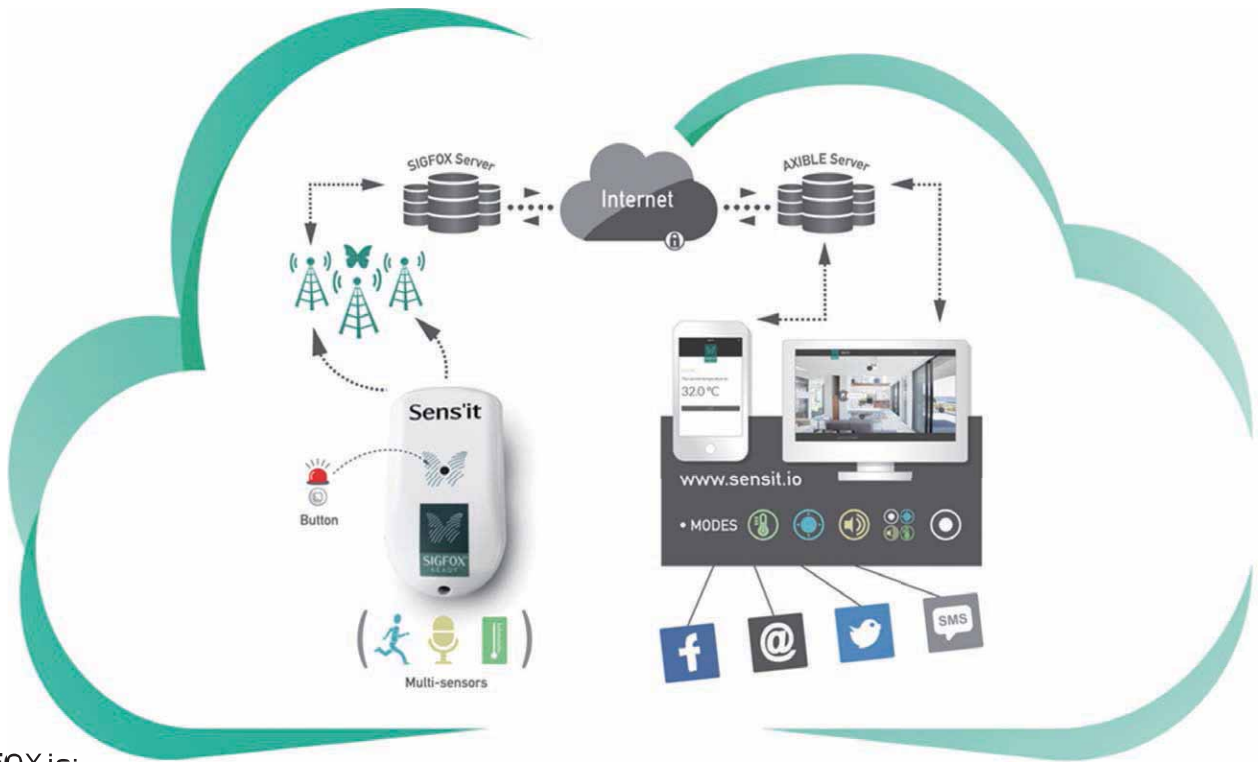 SIGFOX Server
AXIBLE Server
Internet
Sens'it
32.0 °C
Button
SIGFOX
READY
www.sensit.io
• MODES
f
@
SMS
Multi-sensors
is: